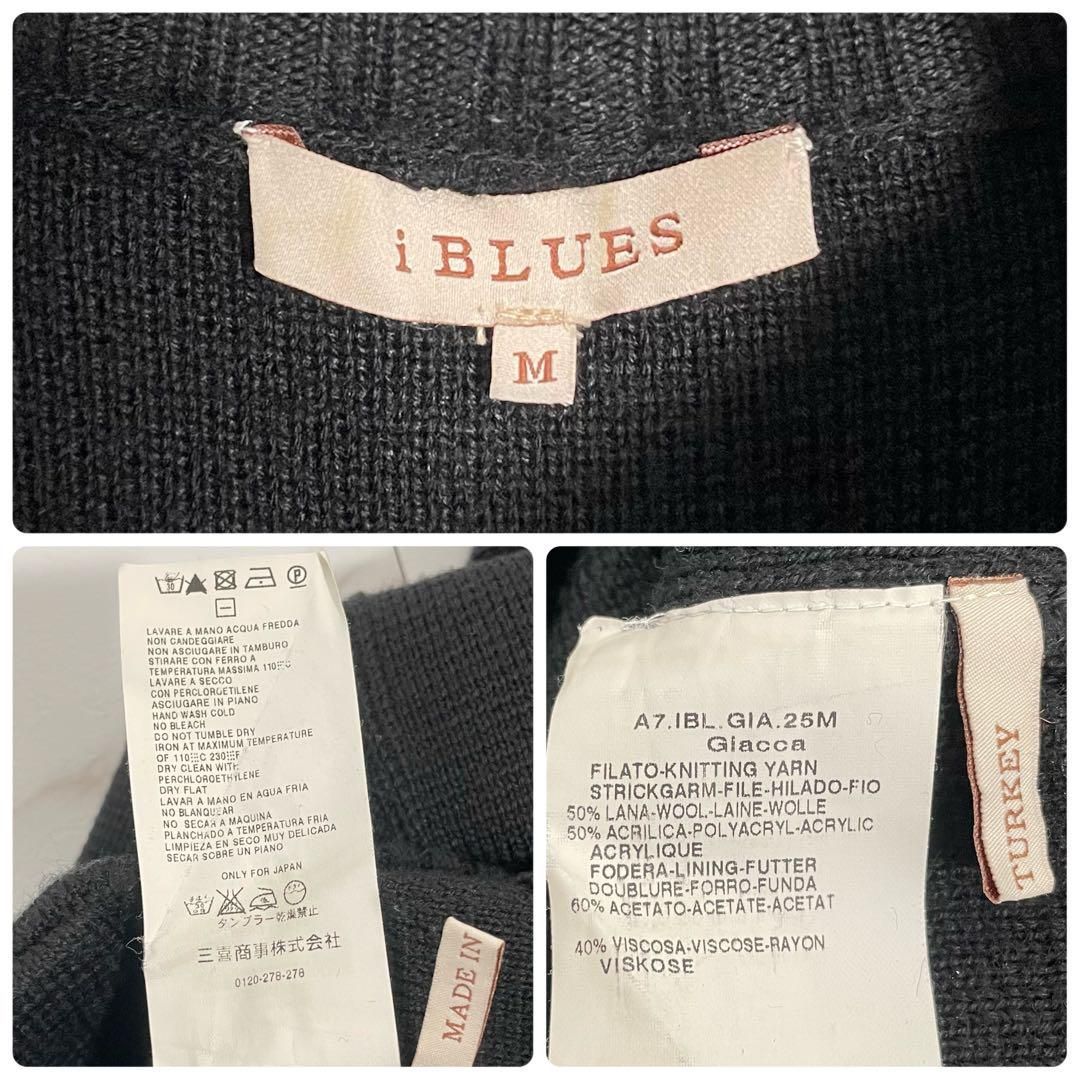 i BLUES
M
30
P
LAVARE A MANO ACQUA FREDDA
NON CANDEGGIARE
NON ASCIUGARE IN TAMBURO
STIRARE CON FERRO A
TEMPERATURA MASSIMA 110 C
LAVARE A SECCO
CON PERCLOROETILENE
ASCIUGARE IN PIANO
HAND WASH COLD
NO BLEACH
DO NOT TUMBLE DRY
IRON AT MAXIMUM TEMPERATURE
OF 110 C 230 F
DRY CLEAN WITH
PERCHLOROETHYLENE
DRY FLAT
LAVAR A MANO EN AGUA FRIA
NO BLANQUEAR
NO SECAR A MAQUINA
PLANCHADO A TEMPERATURA FRIA
LIMPIEZA EN SECO MUY DELICADA
SECAR SOBRE UN PIANO
ONLY FOR JAPAN
タンブラー乾燥禁止
三喜商事株式会社
0120-278-278
MADE IN
A7.IBL.GIA.25M
Giacca
FILATO-KNITTING YARN
STRICKGARM-FILE-HILADO-FIO
50% LANA-WOOL-LAINE-WOLLE
50% ACRILICA-POLYACRYL-ACRYLIC
ACRYLIQUE
FODERA-LINING-FUTTER
DOUBLURE-FORRO-FUNDA
60% ACETATO-ACETATE-ACETAT
40% VISCOSA-VISCOSE-RAYON
VISKOSE
TURKEY